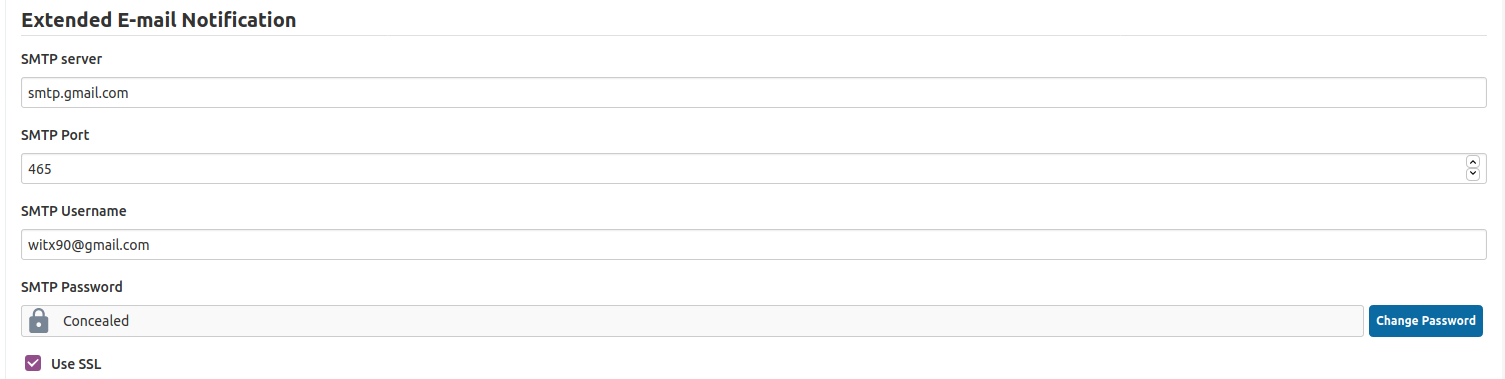 Extended E-mail Notification
SMTP server
smtp.gmail.com
SMTP Port
465
SMTP Username
witx90@gmail.com
SMTP Password
Concealed
Change Password
Use SSL